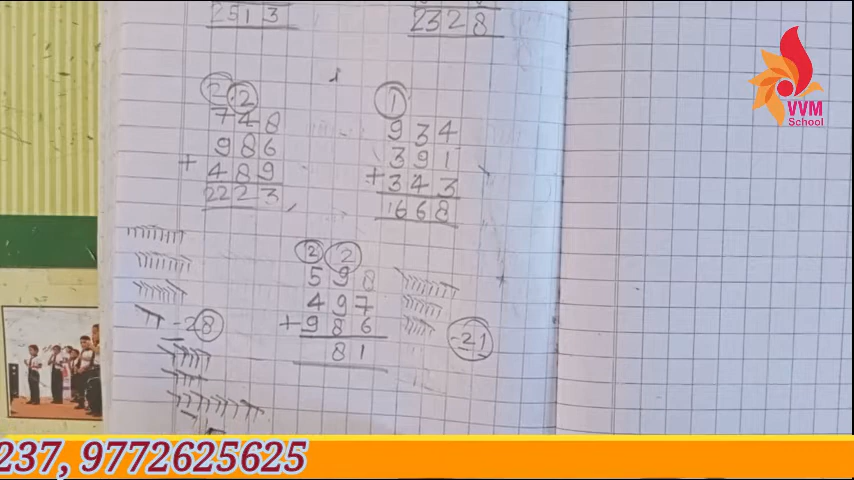 2513 2328
2 2 1
748 934
986 391
+ 489 + 343
2223 1668
2 2
598
497
+ 986 -21
-28
81
VVM
School
237, 9772625625